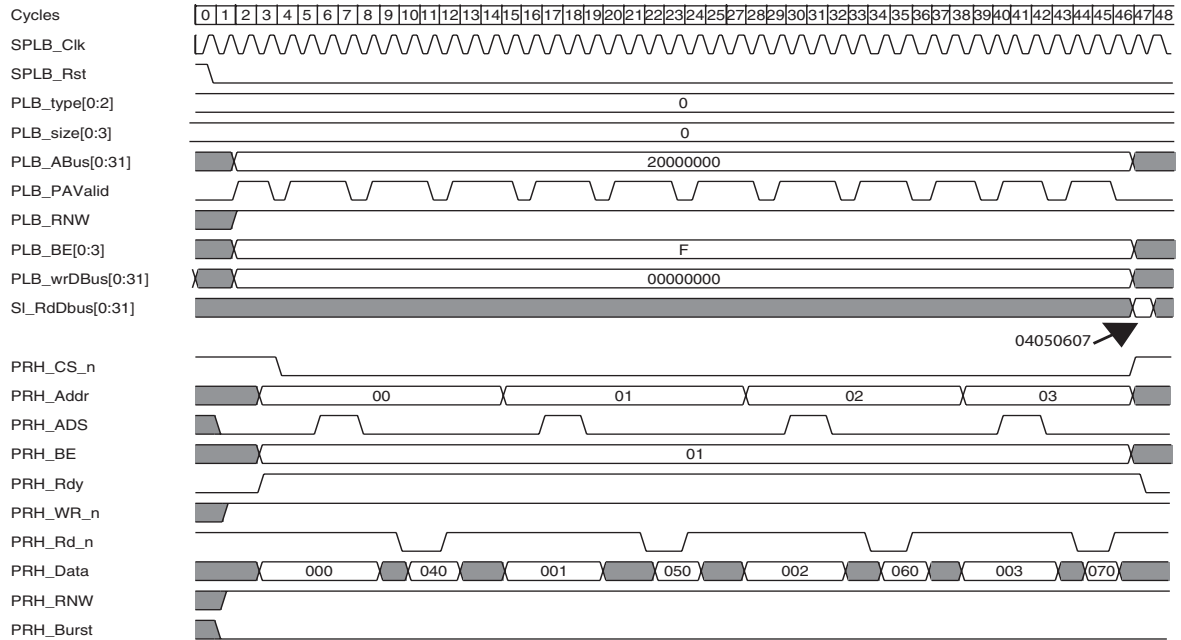 Cycles 0 1 2 3 4 5 6 7 8 9 10 11 12 13 14 15 16 17 18 19 20 21 22 23 24 25 27 28 29 30 31 32 33 34 35 36 37 38 39 40 41 42 43 44 45 46 47 48
SPLB_Clk
SPLB_Rst
PLB_type[0:2] 0
PLB_size[0:3] 0
PLB_ABus[0:31] 20000000
PLB_PAValid
PLB_RNW
PLB_BE[0:3] F
PLB_wrDBus[0:31] 00000000
Sl_RdDbus[0:31]
04050607
PRH_CS_n
PRH_Addr 00 01 02 03
PRH_ADS
PRH_BE 01
PRH_Rdy
PRH_WR_n
PRH_Rd_n
PRH_Data 000 040 001 050 002 060 003 070
PRH_RNW
PRH_Burst